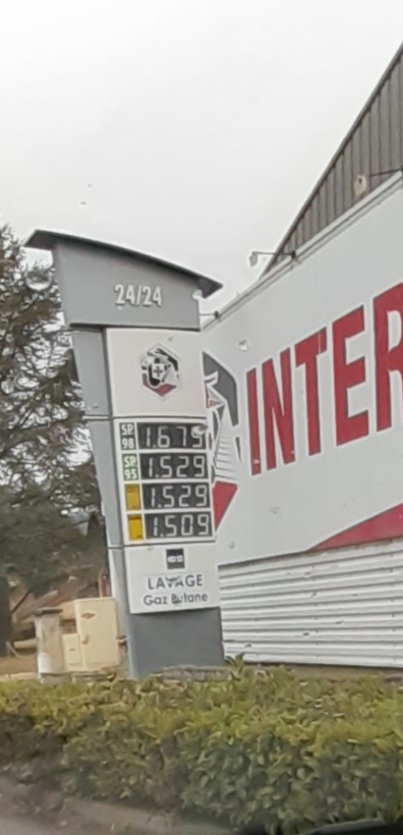 24/24
SP 98 1.679
SP 95 1.529
1.529
1.509
LAVAGE
Gaz Butane
INTER